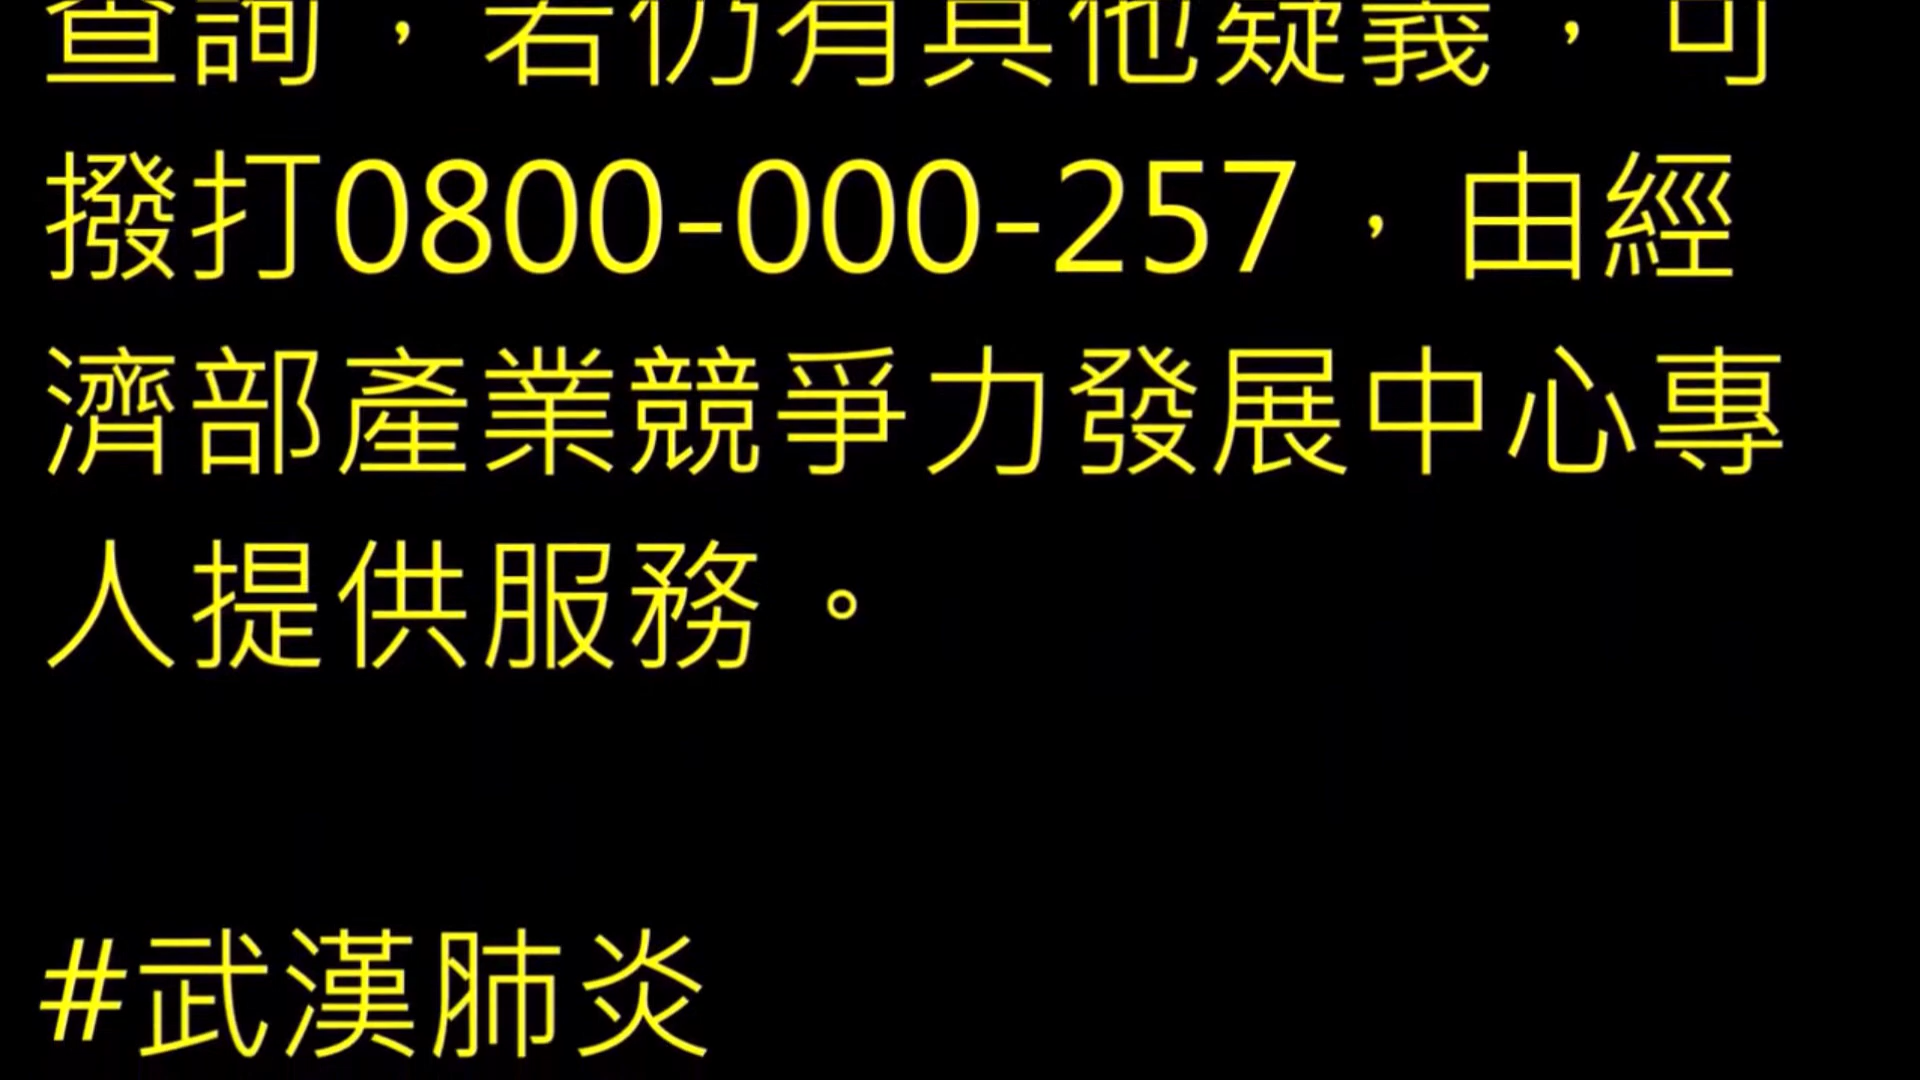 查詢，若仍有其他疑義，可
撥打0800-000-257，由經
濟部產業競爭力發展中心專
人提供服務。
#武漢肺炎